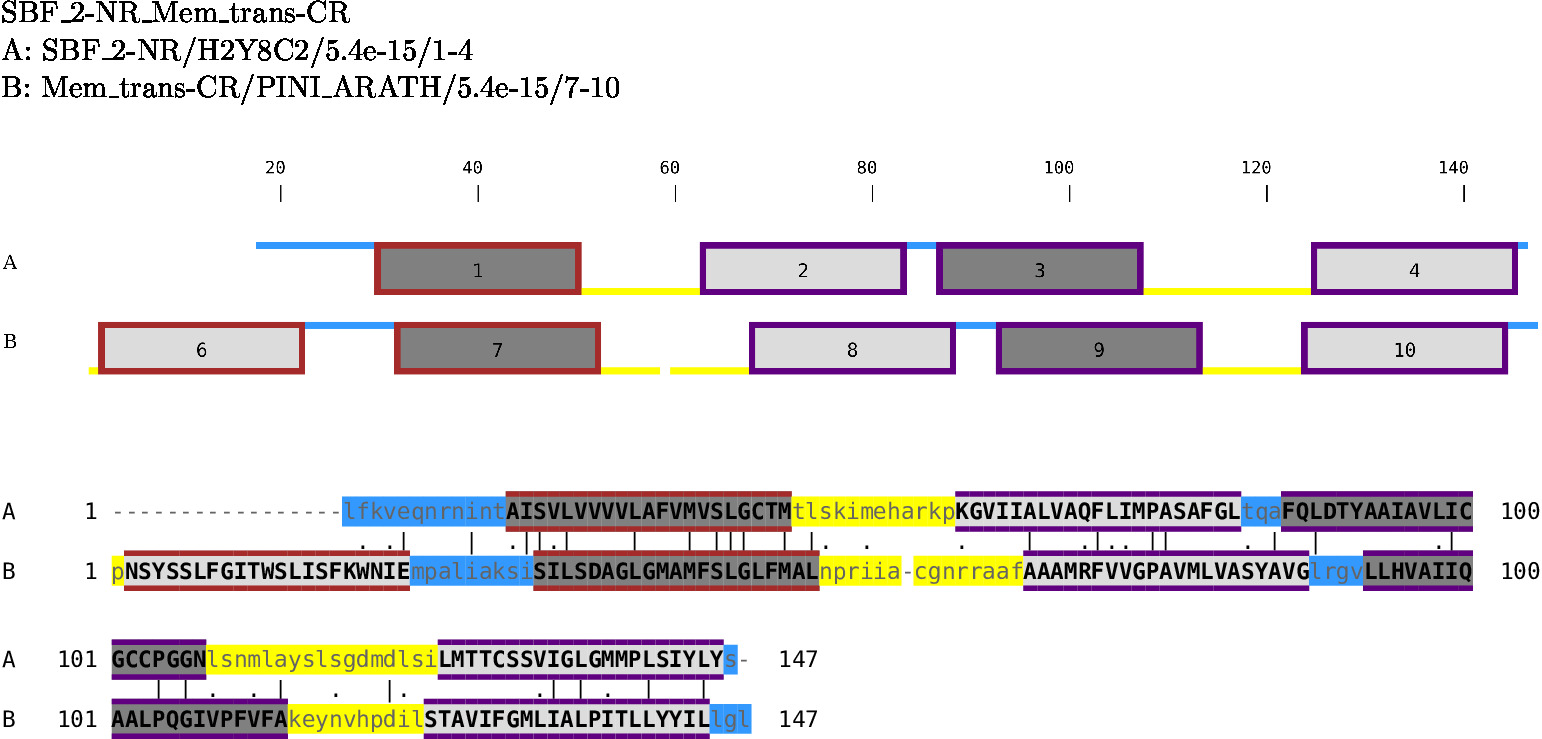 SBF_2-NR_Mem_trans-CR
A: SBF_2-NR/H2Y8C2/5.4e-15/1-4
B: Mem_trans-CR/PINI_ARATH/5.4e-15/7-10
20 40 60 80 100 120 140
A 1 2 3 4
B 6 7 8 9 10
A 1 -----------------lfkveqnrnintAISVLVVVVLAFVMVSLGCTMtlskimeharkpKGVIIALVAQFLIMPASAFGLtqaFQLDTYAAIAVLIC 100
B 1 pNSYSSLFGITWSLISFKWNIEmpaliaksiSILSDAGLGMAMFSLGLFMALnpriia-cgnrraafAAAMRFVVGPAVMLVASYAVGlrgvLLHVAIIQ 100
A 101 GCCPGGNlsnmlayslsgdmdlsiLMTTCSSVIGLGMMPLSIYLYs- 147
B 101 AALPQGIVPFVFAkeynvhpdilSTAVIFGMLIALPITLLYYILlgl 147